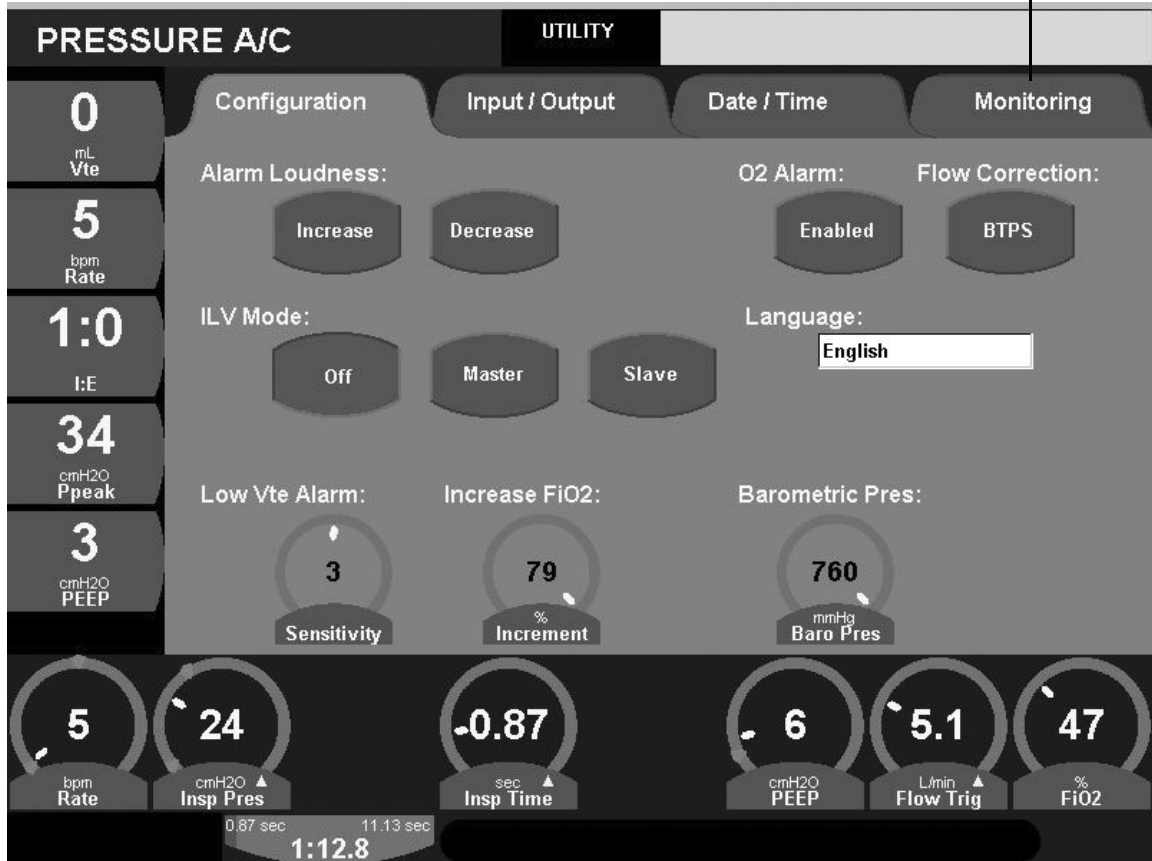 PRESSURE A/C
UTILITY
Configuration Input / Output Date / Time Monitoring
0
mL
Vte
5
bpm
Rate
1:0
I:E
34
cmH2O
Ppeak
3
cmH2O
PEEP
Alarm Loudness: O2 Alarm: Flow Correction:
Increase Decrease Enabled BTPS
ILV Mode: Language:
Off Master Slave English
Low Vte Alarm: Increase FiO2: Barometric Pres:
3 79 760
% mmHg
Sensitivity Increment Baro Pres
5 24 0.87 6 5.1 47
bpm cmH2O sec cmH2O L/min %
Rate Insp Pres Insp Time PEEP Flow Trig FiO2
0.87 sec 11.13 sec
1:12.8